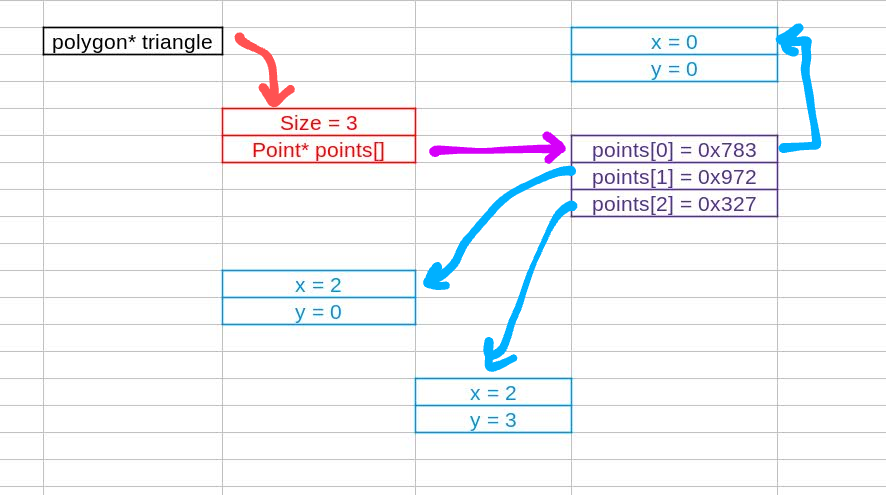 polygon* triangle
x = 0
y = 0
Size = 3
Point* points[]
points[0] = 0x783
points[1] = 0x972
points[2] = 0x327
x = 2
y = 0
x = 2
y = 3